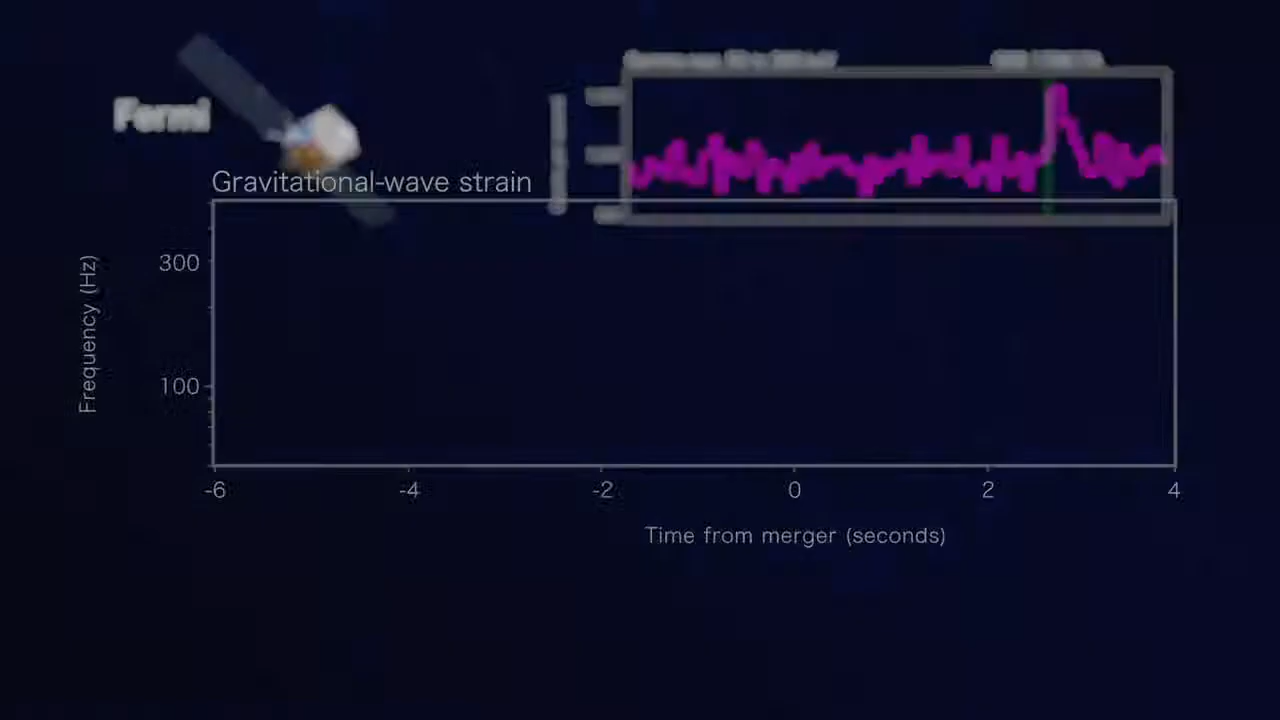 Fermi
Gravitational-wave strain
Frequency (Hz)
300
100
-6 -4 -2 0 2 4
Time from merger (seconds)